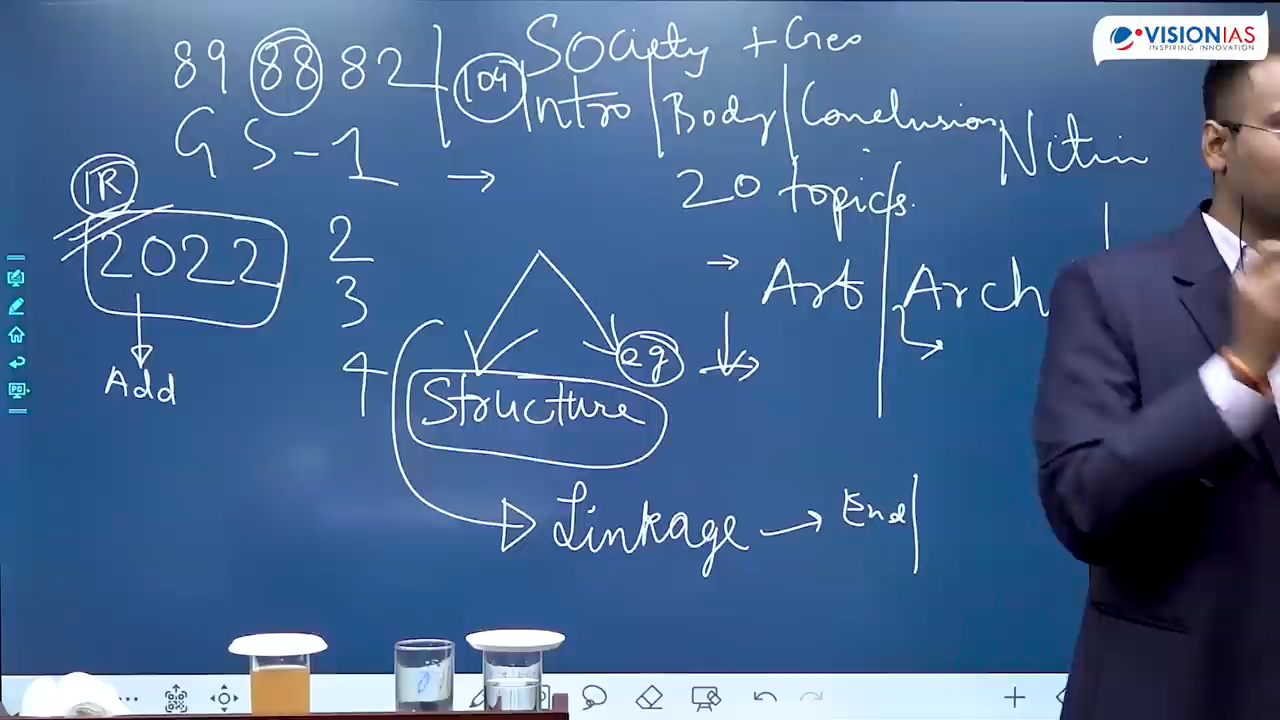 VISIONIAS
INSPIRING INNOVATION
89 88 82 104 Society + Geo
Intro Body Conclusion
GS-1 → 20 topics Nitin
IR
2022 2
3
4
→ Art Arch
eg
Add
Structure
Linkage → End